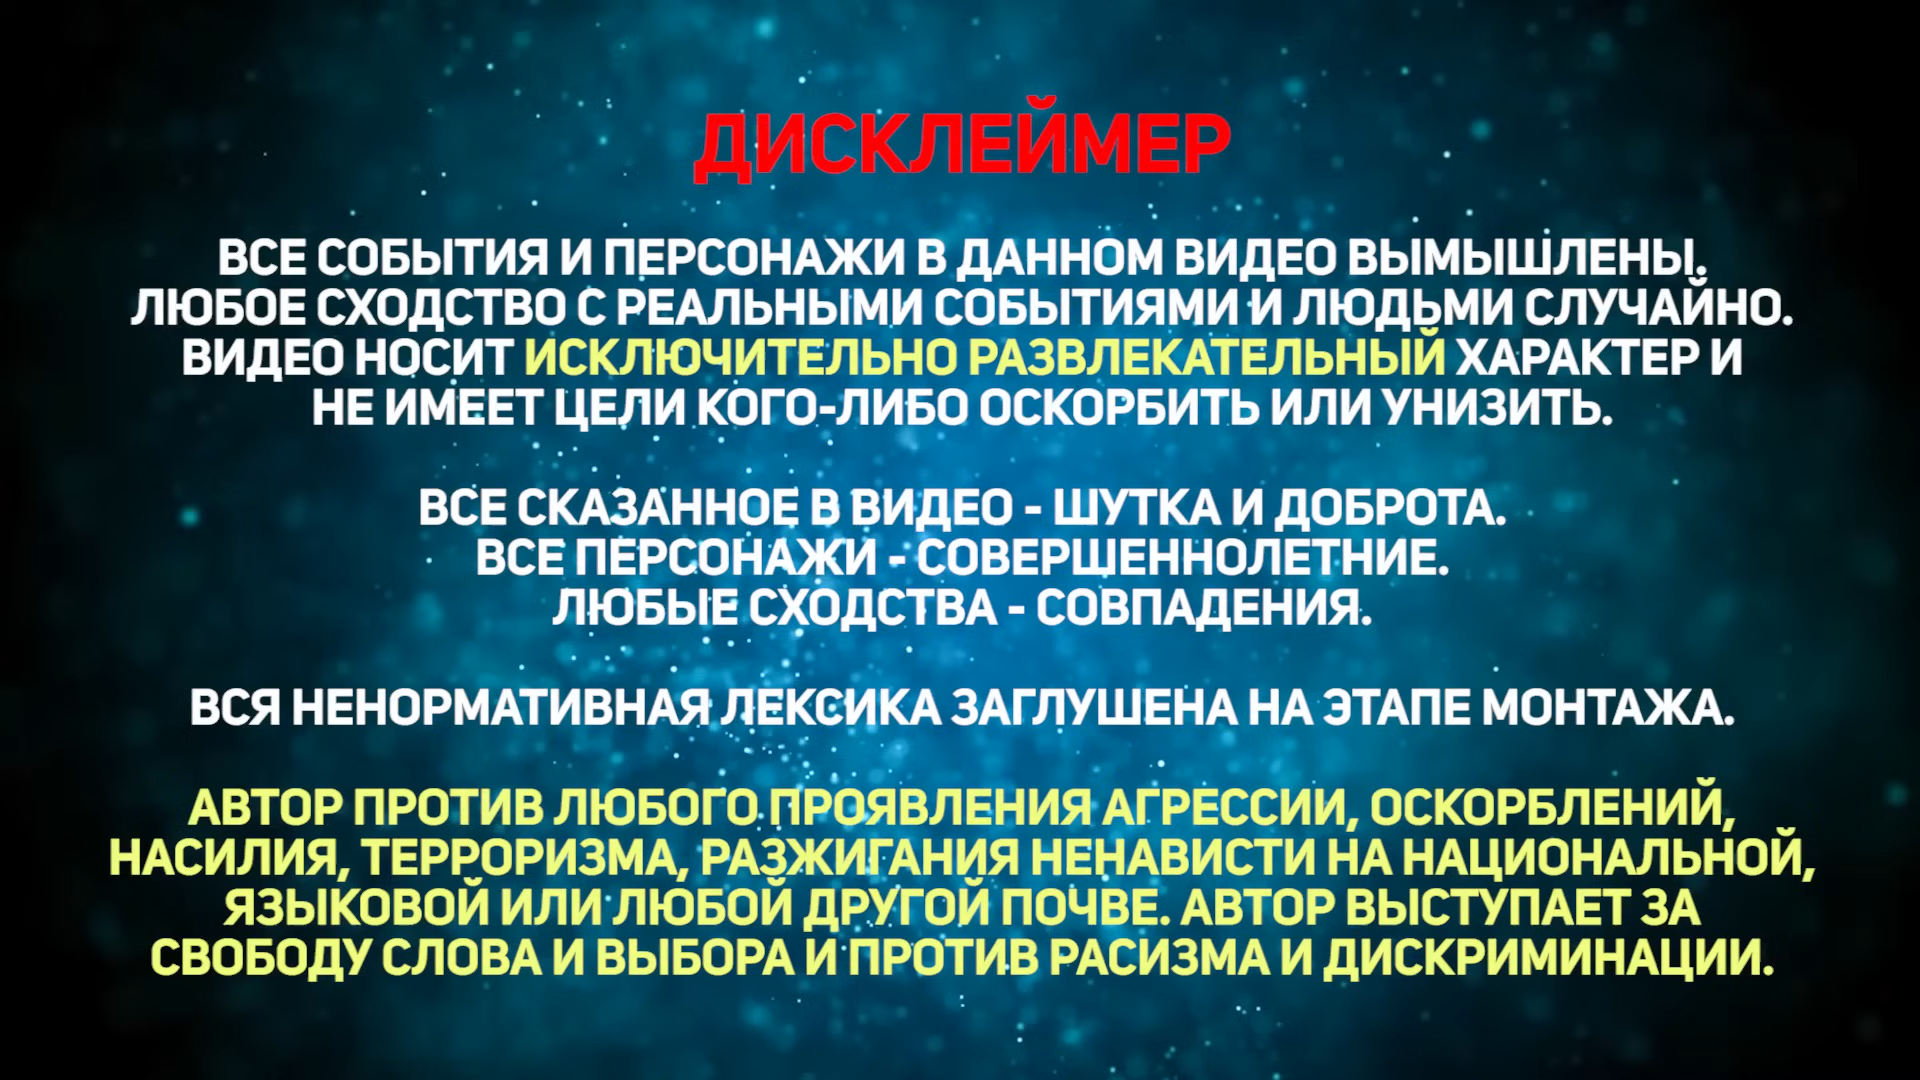 ДИСКЛЕЙМЕР
ВСЕ СОБЫТИЯ И ПЕРСОНАЖИ В ДАННОМ ВИДЕО ВЫМЫШЛЕНЫ.
ЛЮБОЕ СХОДСТВО С РЕАЛЬНЫМИ СОБЫТИЯМИ И ЛЮДЬМИ СЛУЧАЙНО.
ВИДЕО НОСИТ ИСКЛЮЧИТЕЛЬНО РАЗВЛЕКАТЕЛЬНЫЙ ХАРАКТЕР И
НЕ ИМЕЕТ ЦЕЛИ КОГО-ЛИБО ОСКОРБИТЬ ИЛИ УНИЗИТЬ.
ВСЕ СКАЗАННОЕ В ВИДЕО - ШУТКА И ДОБРОТА.
ВСЕ ПЕРСОНАЖИ - СОВЕРШЕННОЛЕТНИЕ.
ЛЮБЫЕ СХОДСТВА - СОВПАДЕНИЯ.
ВСЯ НЕНОРМАТИВНАЯ ЛЕКСИКА ЗАГЛУШЕНА НА ЭТАПЕ МОНТАЖА.
АВТОР ПРОТИВ ЛЮБОГО ПРОЯВЛЕНИЯ АГРЕССИИ, ОСКОРБЛЕНИЙ,
НАСИЛИЯ, ТЕРРОРИЗМА, РАЗЖИГАНИЯ НЕНАВИСТИ НА НАЦИОНАЛЬНОЙ,
ЯЗЫКОВОЙ ИЛИ ЛЮБОЙ ДРУГОЙ ПОЧВЕ. АВТОР ВЫСТУПАЕТ ЗА
СВОБОДУ СЛОВА И ВЫБОРА И ПРОТИВ РАСИЗМА И ДИСКРИМИНАЦИИ.